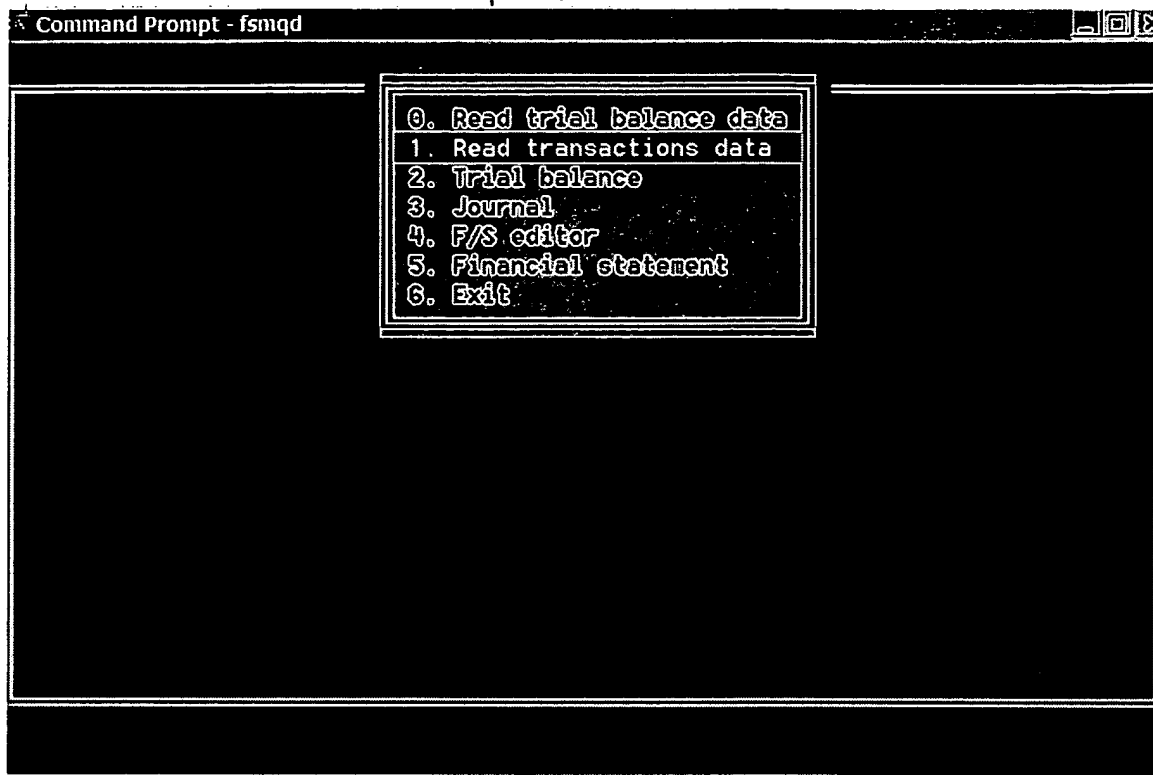 Command Prompt - fsmqd
0. Read trial balance data
1. Read transactions data
2. Trial balance
3. Journal
4. F/S editor
5. Financial statement
6. Exit